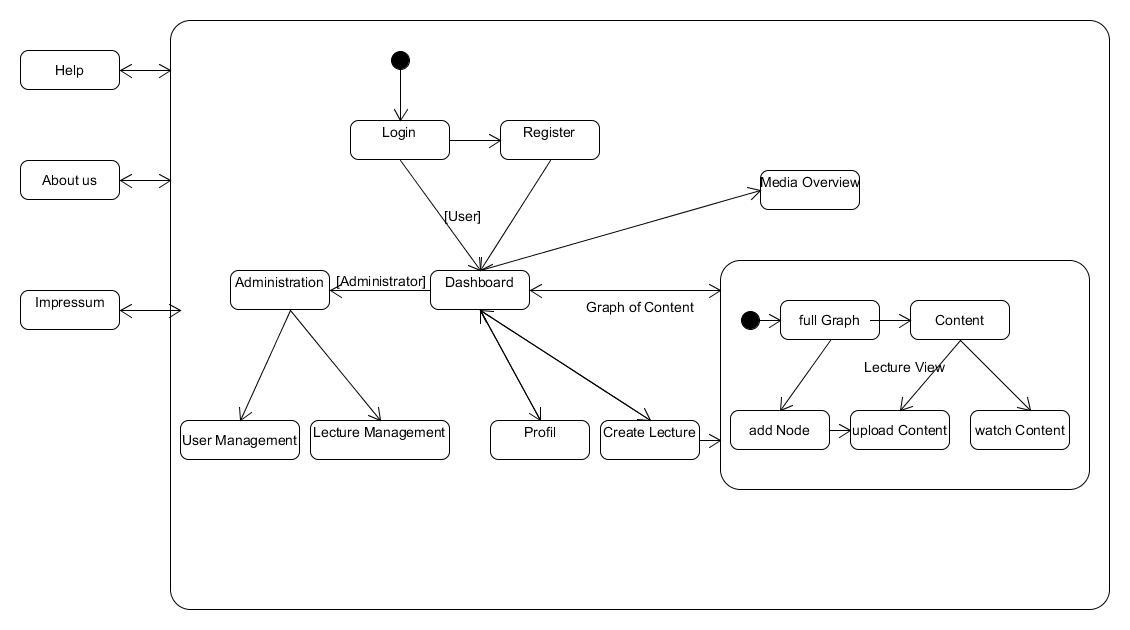 Help
Login
Register
About us
Media Overview
[User]
Administration
[Administrator]
Dashboard
Impressum
Graph of Content
full Graph
Content
Lecture View
User Management
Lecture Management
Profil
Create Lecture
add Node
upload Content
watch Content